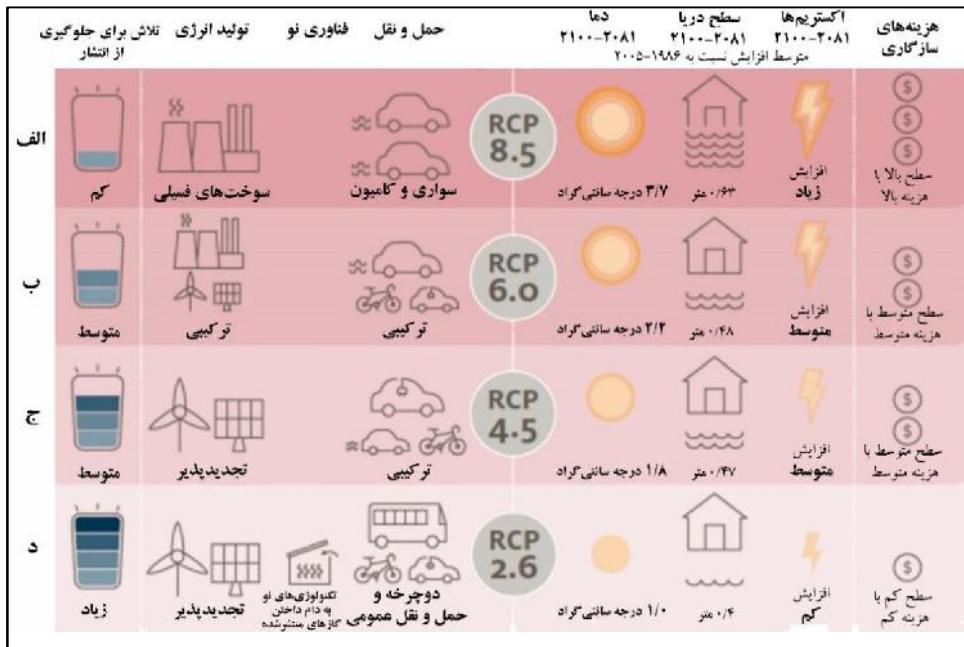 هزینه‌های
سازگاری
اکستریم‌ها
۲۱۰۰-۲۰۸۱
سطح دریا
۲۱۰۰-۲۰۸۱
دما
۲۱۰۰-۲۰۸۱
متوسط افزایش نسبت به ۱۹۸۶-۲۰۰۵
حمل و نقل
فناوری نو
تولید انرژی
تلاش برای جلوگیری
از انتشار
الف
$
$
$
سطح بالا با
هزینه بالا
افزایش
زیاد
۰/۶۳ متر
۳/۷ درجه سانتی‌گراد
RCP
8.5
سواری و کامیون
سوخت‌های فسیلی
کم
ب
$
$
سطح متوسط با
هزینه متوسط
افزایش
متوسط
۰/۴۸ متر
۲/۲ درجه سانتی‌گراد
RCP
6.0
ترکیبی
ترکیبی
متوسط
ج
$
$
سطح متوسط با
هزینه متوسط
افزایش
متوسط
۰/۴۷ متر
۱/۸ درجه سانتی‌گراد
RCP
4.5
ترکیبی
تجدیدپذیر
متوسط
د
$
سطح کم با
هزینه کم
افزایش
کم
۰/۴ متر
۱/۰ درجه سانتی‌گراد
RCP
2.6
دوچرخه و
حمل و نقل عمومی
تکنولوژی‌های نو
به دام داختن
گازهای منتشرشده
تجدیدپذیر
زیاد